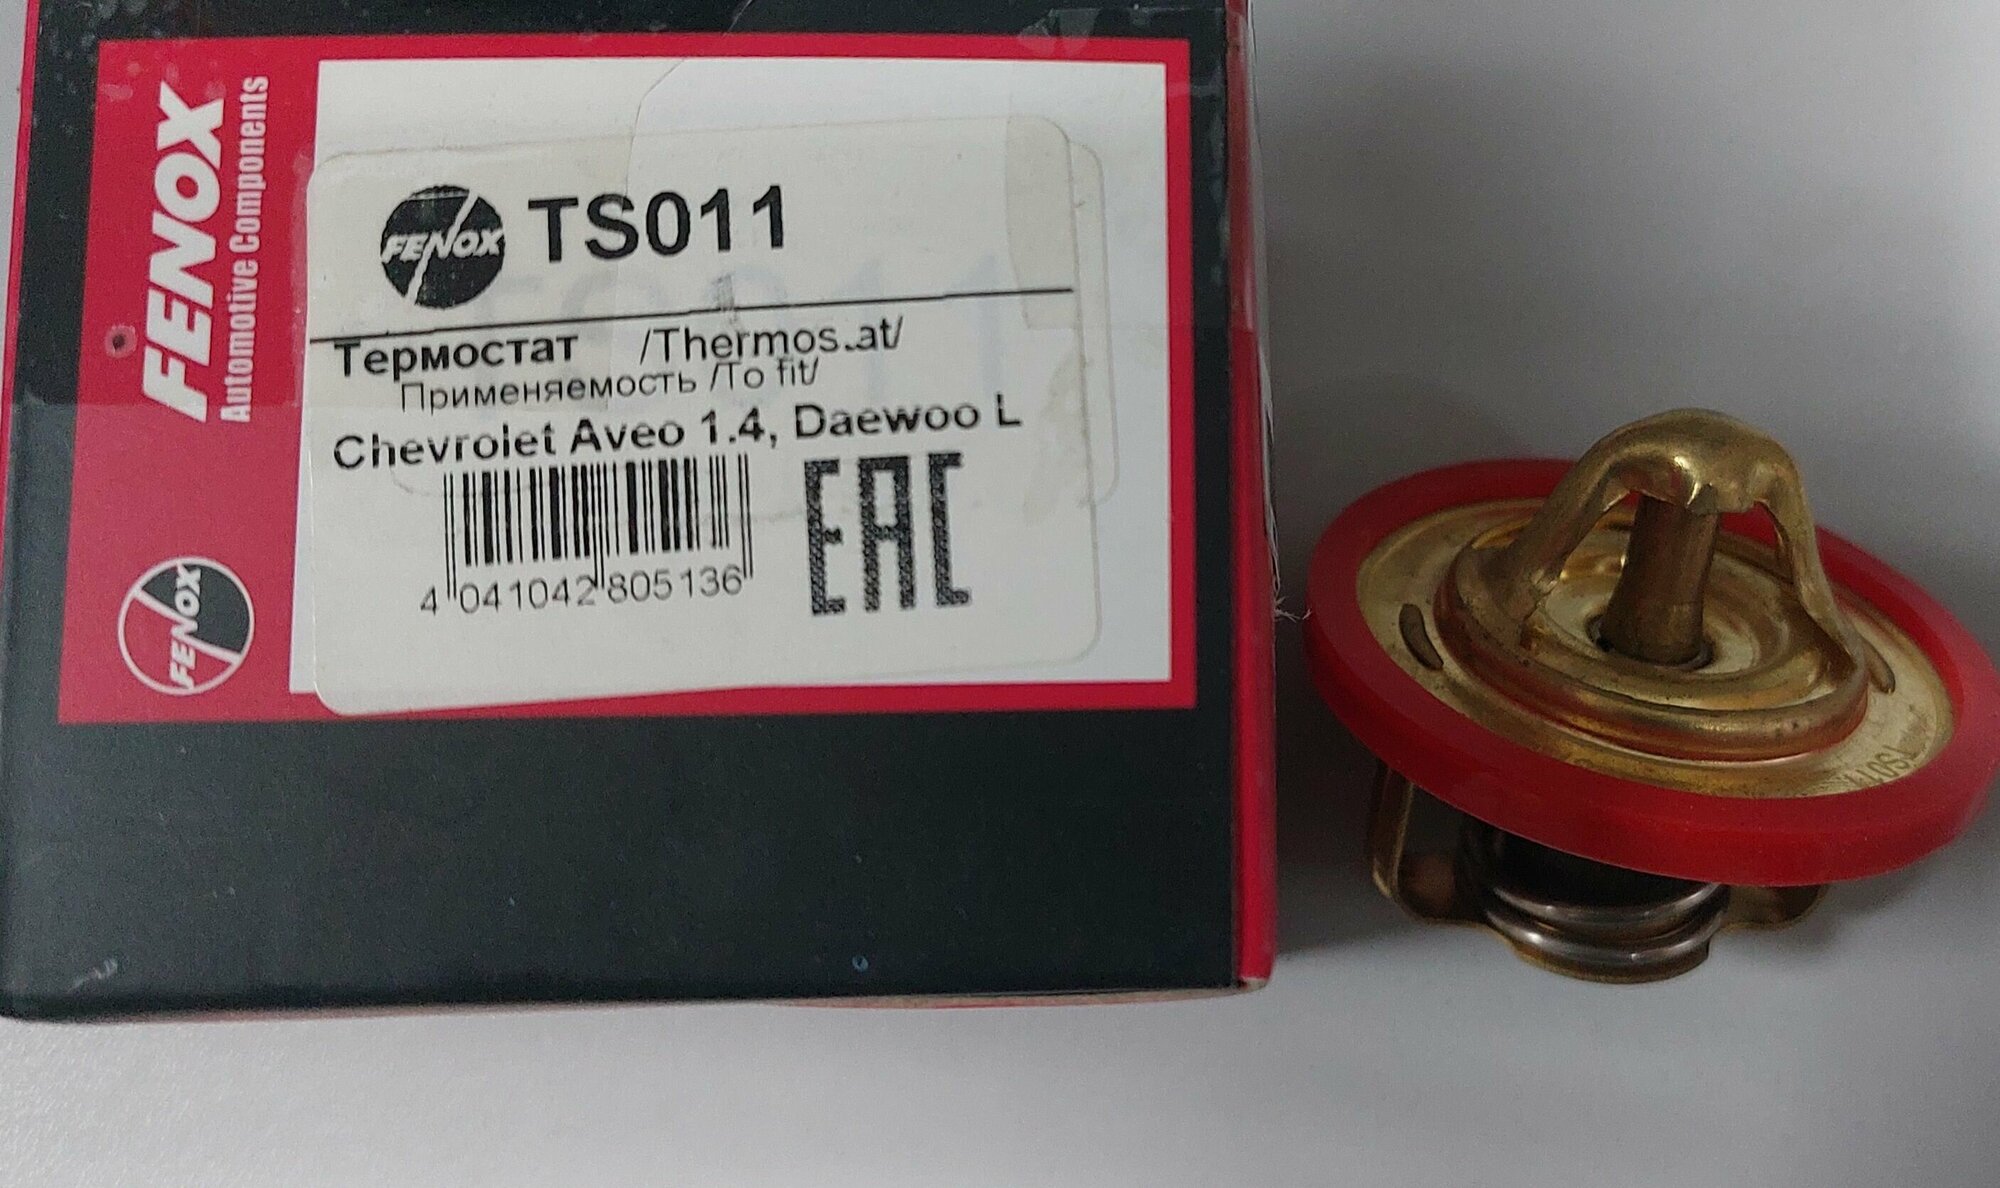 FENOX
Automotive Components
FENOX
FENOX TS011
Термостат /Thermos.at/
Применяемость /To fit/
Chevrolet Aveo 1.4, Daewoo L
4 041042 805136
EAC